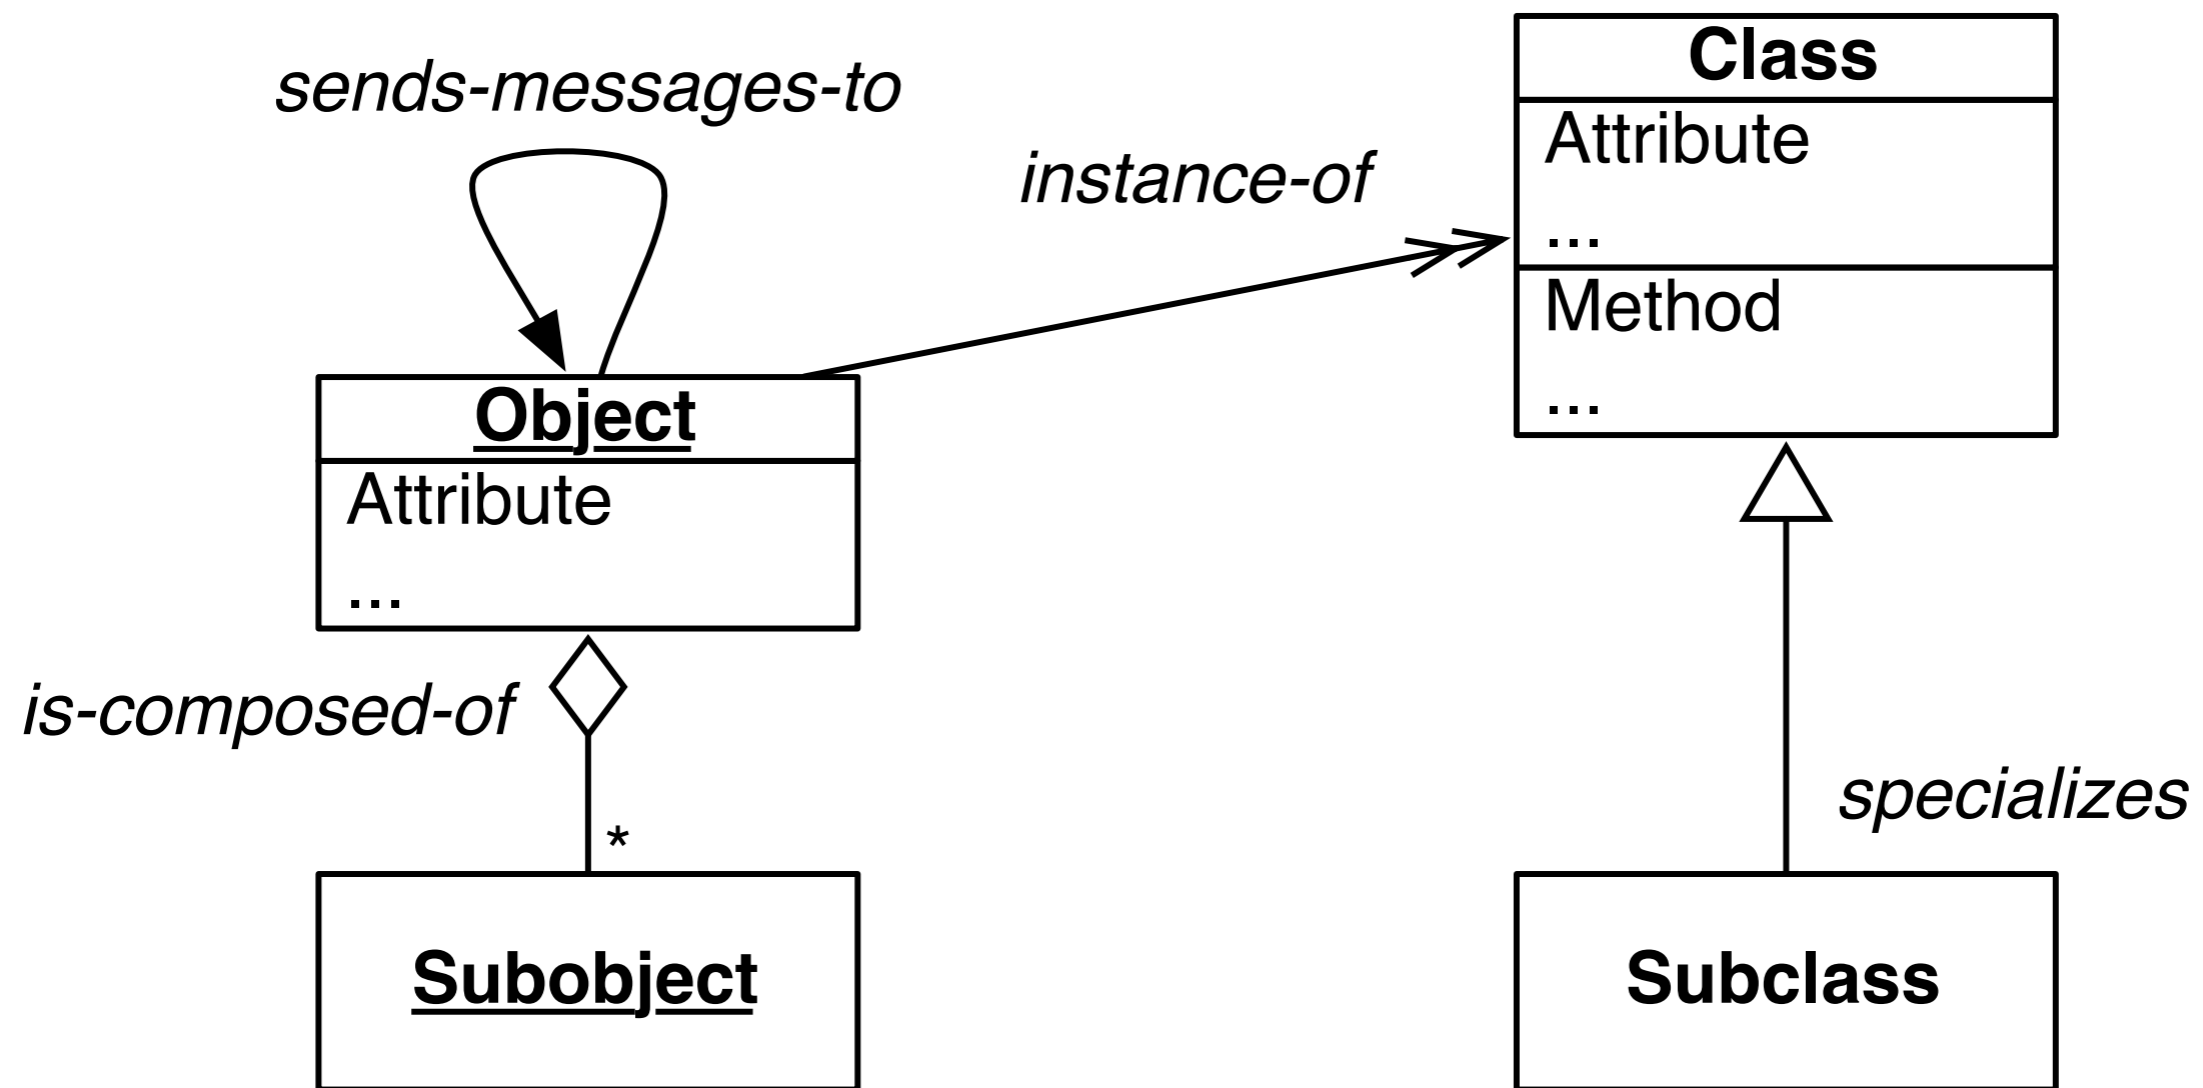 sends-messages-to
instance-of
Class
Attribute
...
Method
...
Object
Attribute
...
is-composed-of
*
specializes
Subobject
Subclass